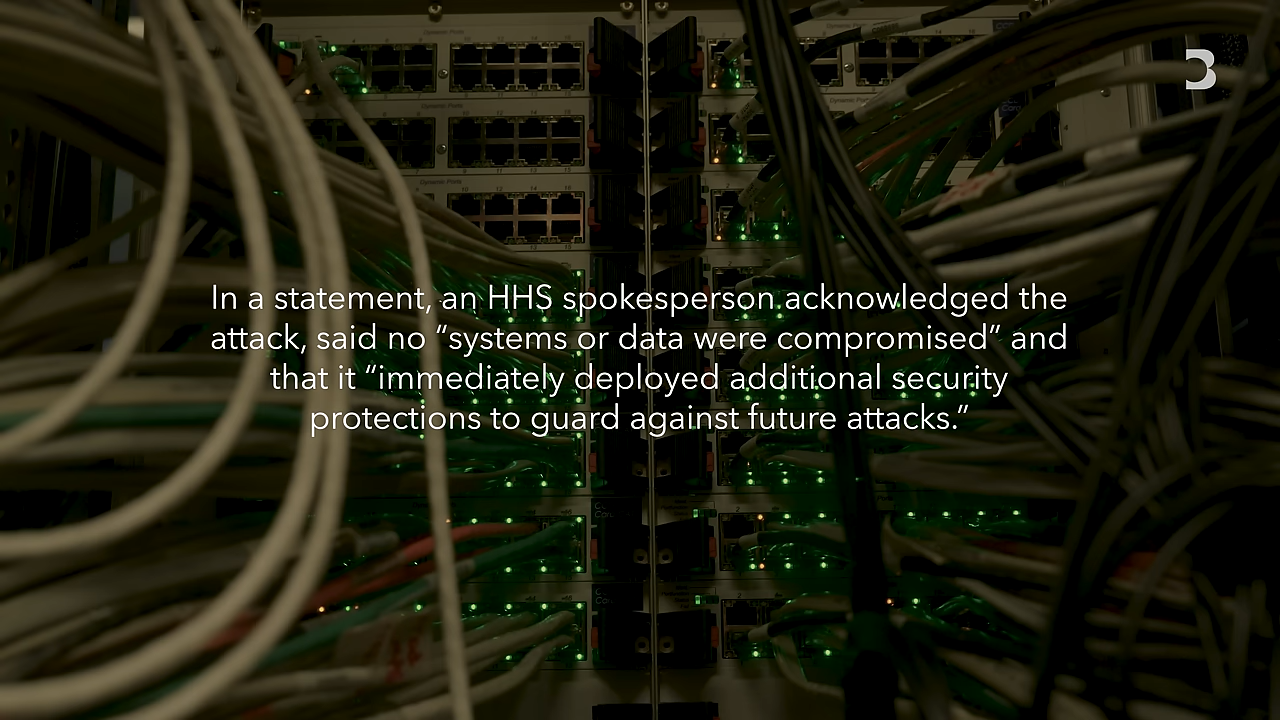 In a statement, an HHS spokesperson acknowledged the
attack, said no “systems or data were compromised” and
that it “immediately deployed additional security
protections to guard against future attacks.”